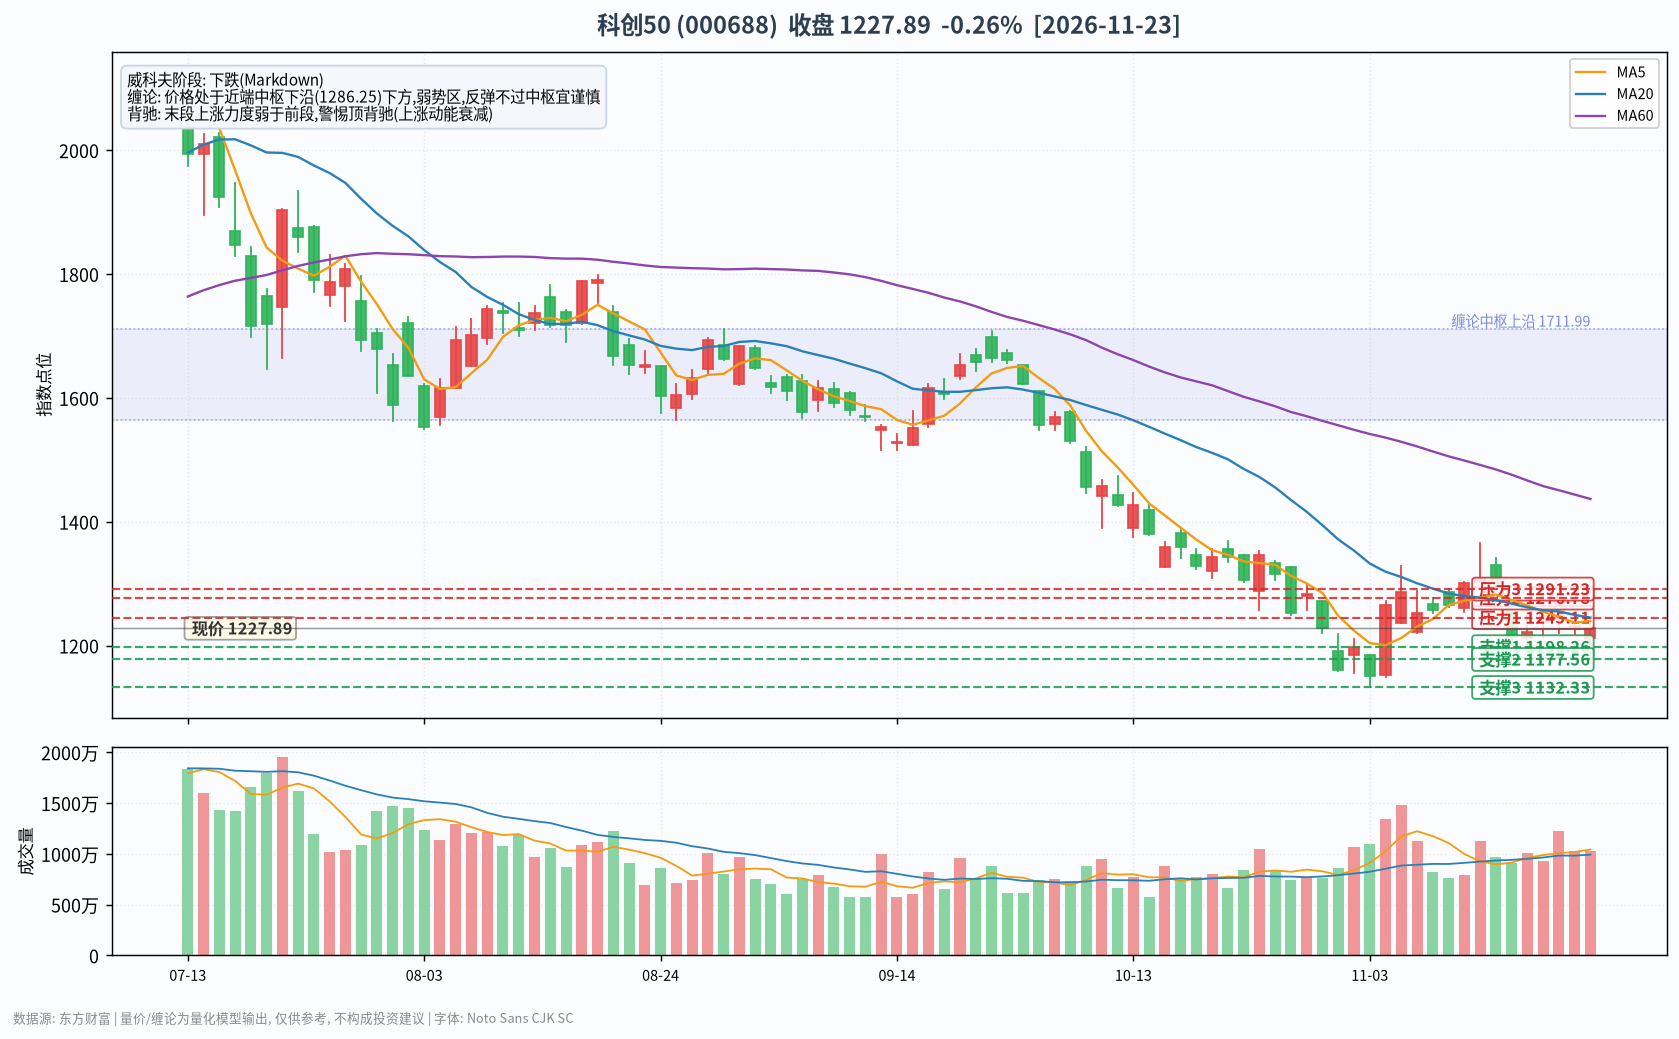 科创50 (000688) 收盘 1227.89 -0.26% [2026-11-23]
威科夫阶段: 下跌(Markdown)
缠论: 价格处于近端中枢下沿(1286.25)下方,弱势区,反弹不过中枢宜谨慎
背驰: 末段上涨力度弱于前段,警惕顶背驰(上涨动能衰减)
MA5
MA20
MA60
指数点位
2000
1800
1600
1400
1200
缠论中枢上沿 1711.99
压力3 1291.23
压力1 1245.11
现价 1227.89
支撑1 1198.26
支撑2 1177.56
支撑3 1132.33
成交量
2000万
1500万
1000万
500万
0
07-13
08-03
08-24
09-14
10-13
11-03
数据源: 东方财富 | 量价/缠论为量化模型输出, 仅供参考, 不构成投资建议 | 字体: Noto Sans CJK SC